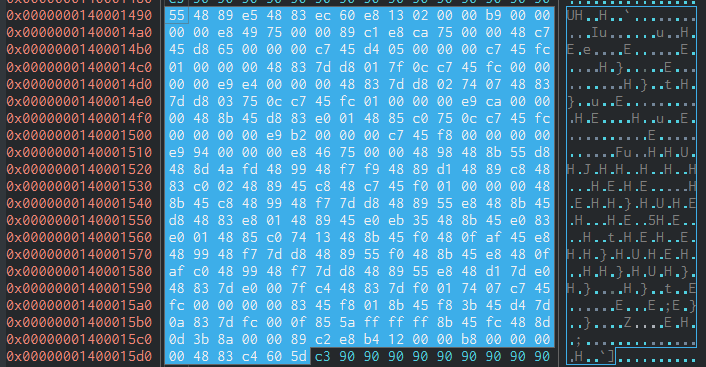 0x0000000140001490 55 48 89 e5 48 83 ec 60 e8 13 02 00 00 b9 00 00 UH..H..`........
0x00000001400014a0 00 00 e8 49 75 00 00 89 c1 e8 ca 75 00 00 48 c7 ...Iu......u..H.
0x00000001400014b0 45 d8 65 00 00 00 c7 45 d4 05 00 00 00 c7 45 fc E.e....E......E.
0x00000001400014c0 01 00 00 00 48 83 7d d8 01 7f 0c c7 45 fc 00 00 ....H.}.....E...
0x00000001400014d0 00 00 e9 e4 00 00 00 48 83 7d d8 02 74 07 48 83 .......H.}..t.H.
0x00000001400014e0 7d d8 03 75 0c c7 45 fc 01 00 00 00 e9 ca 00 00 }..u..E.........
0x00000001400014f0 00 48 8b 45 d8 83 e0 01 48 85 c0 75 0c c7 45 fc .H.E....H..u..E.
0x0000000140001500 00 00 00 00 e9 b2 00 00 00 c7 45 f8 00 00 00 00 ..........E.....
0x0000000140001510 e9 94 00 00 00 e8 46 75 00 00 48 98 48 8b 55 d8 ......Fu..H.H.U.
0x0000000140001520 48 8d 4a fd 48 99 48 f7 f9 48 89 d1 48 89 c8 48 H.J.H.H..H..H..H
0x0000000140001530 83 c0 02 48 89 45 c8 48 c7 45 f0 01 00 00 00 48 ...H.E.H.E.....H
0x0000000140001540 8b 45 c8 48 99 48 f7 7d d8 48 89 55 e8 48 8b 45 .E.H.H.}.H.U.H.E
0x0000000140001550 d8 48 83 e8 01 48 89 45 e0 eb 35 48 8b 45 e0 83 .H...H.E..5H.E..
0x0000000140001560 e0 01 48 85 c0 74 13 48 8b 45 f0 48 0f af 45 e8 ..H..t.H.E.H..E.
0x0000000140001570 48 99 48 f7 7d d8 48 89 55 f0 48 8b 45 e8 48 0f H.H.}.H.U.H.E.H.
0x0000000140001580 af c0 48 99 48 f7 7d d8 48 89 55 e8 48 d1 7d e0 ..H.H.}.H.U.H.}.
0x0000000140001590 48 83 7d e0 00 7f c4 48 83 7d f0 01 74 07 c7 45 H.}....H.}..t..E
0x00000001400015a0 fc 00 00 00 00 83 45 f8 01 8b 45 f8 3b 45 d4 7d ......E...E.;E.}
0x00000001400015b0 0a 83 7d fc 00 0f 85 5a ff ff ff 8b 45 fc 48 8d ..}....Z....E.H.
0x00000001400015c0 0d 3b 8a 00 00 89 c2 e8 b4 12 00 00 b8 00 00 00 .;..............
0x00000001400015d0 00 48 83 c4 60 5d c3 90 90 90 90 90 90 90 90 90 .H..`]..........